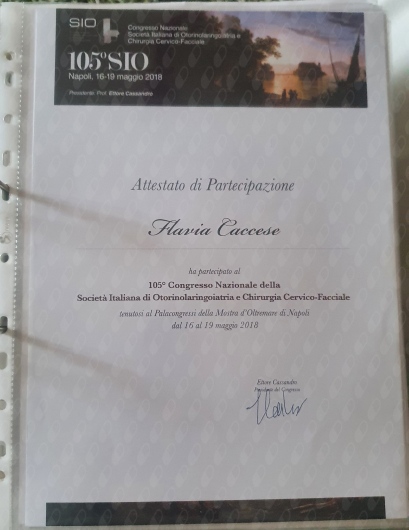 SIO
Congresso Nazionale
Società Italiana di Otorinolaringoiatria e
Chirurgia Cervico-Facciale
105°SIO
Napoli, 16-19 maggio 2018
Presidente: Prof. Ettore Cassandro
Attestato di Partecipazione
Flavia Caccese
ha partecipato al
105° Congresso Nazionale della
Società Italiana di Otorinolaringoiatria e Chirurgia Cervico-Facciale
tenutosi al Palacongressi della Mostra d'Oltremare di Napoli
dal 16 al 19 maggio 2018
Ettore Cassandro
Presidente del Congresso